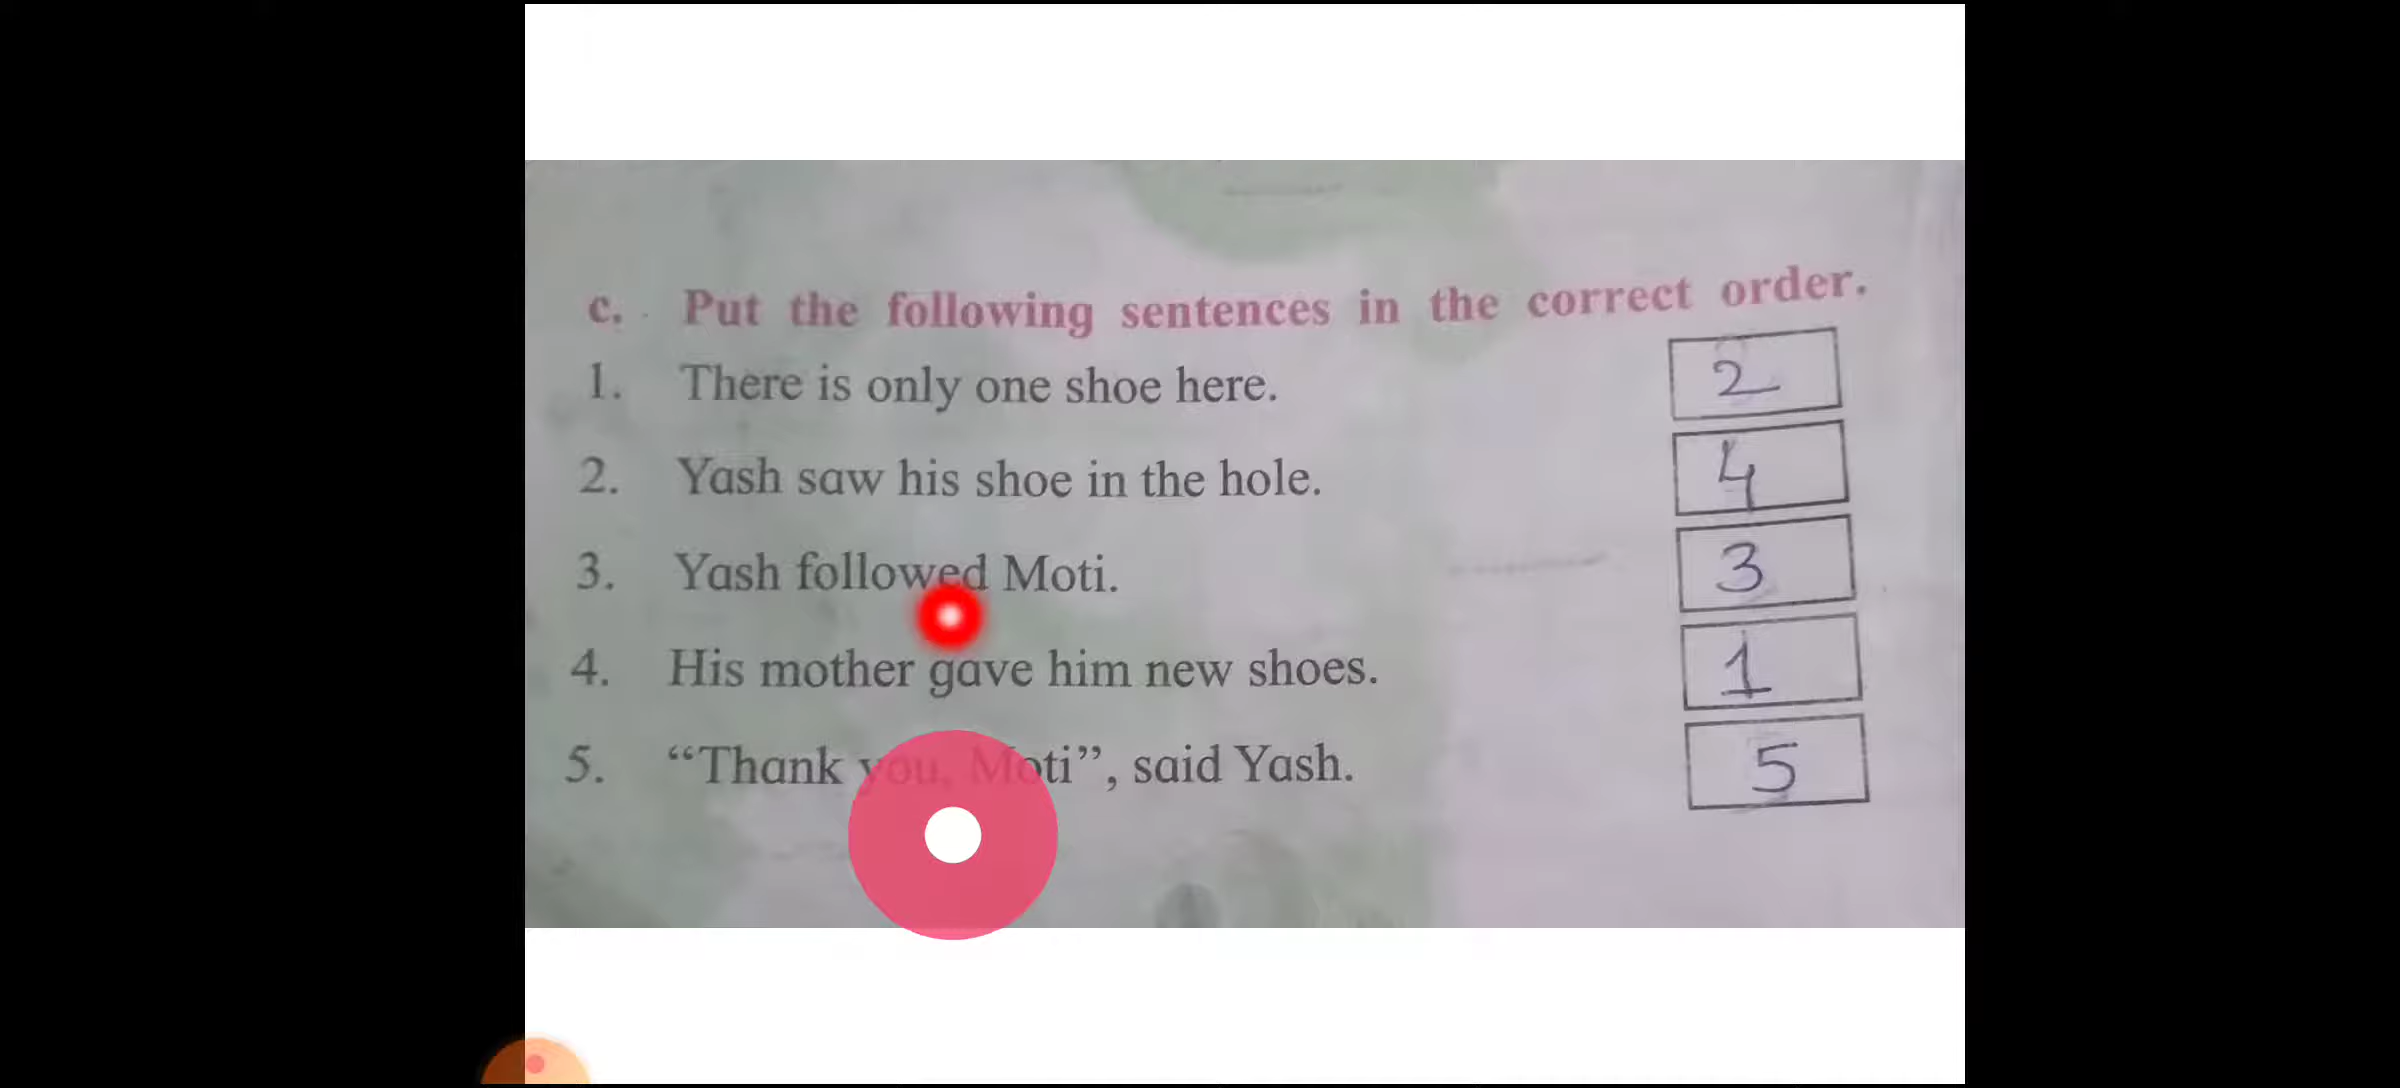 c. Put the following sentences in the correct order.
1. There is only one shoe here. 2
2. Yash saw his shoe in the hole. 4
3. Yash followed Moti. 3
4. His mother gave him new shoes. 1
5. “Thank you, Moti”, said Yash. 5